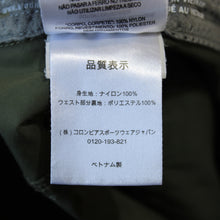 NÃO PASSAR A FERRO NÃO
NÃO UTILIZAR LIMPEZA A SECO
*CORPO, CORPO: 100% NYLON
100% POLYESTER
品質表示
身生地：ナイロン100%
ウエスト部分裏地：ポリエステル100%
(株)コロンビアスポーツウェアジャパン
0120-193-821
ベトナム製